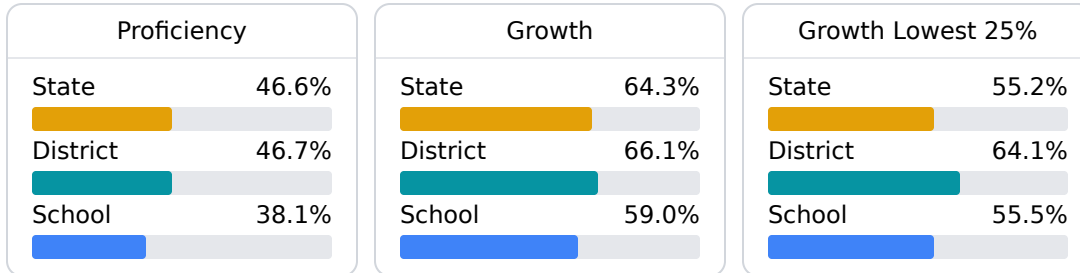 Proficiency
State 46.6%
District 46.7%
School 38.1%
Growth
State 64.3%
District 66.1%
School 59.0%
Growth Lowest 25%
State 55.2%
District 64.1%
School 55.5%